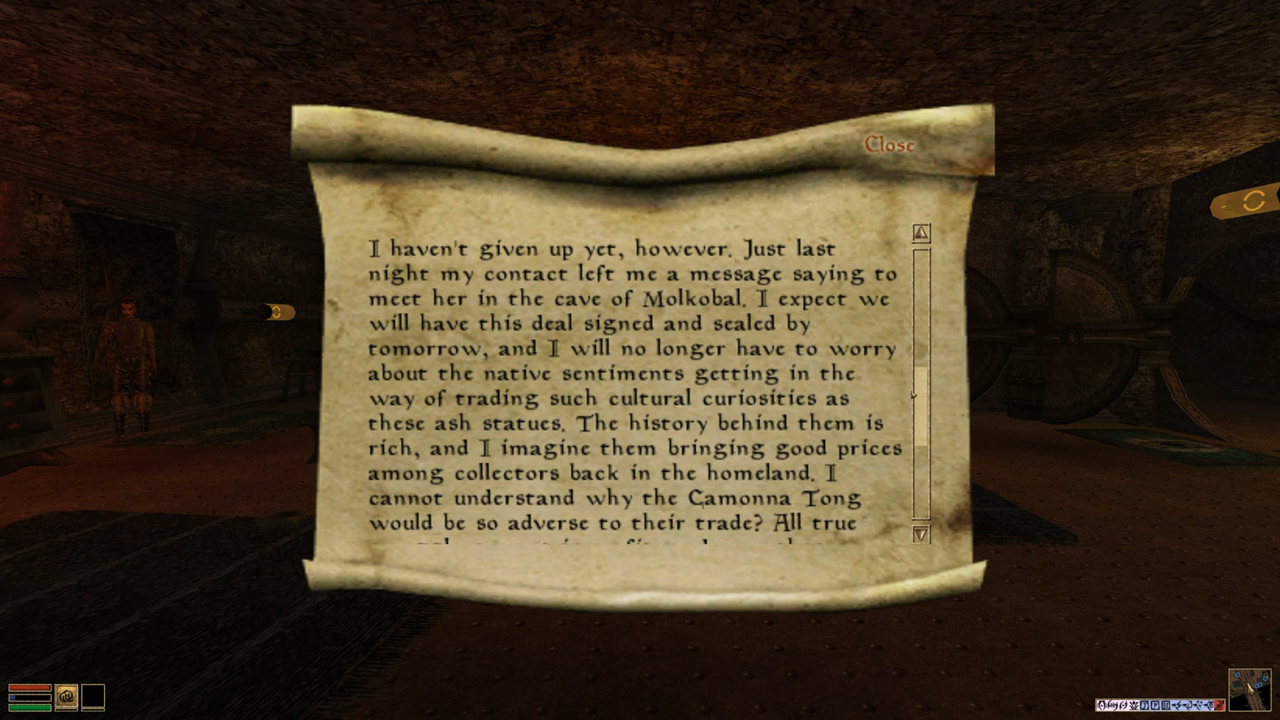 Close
I haven't given up yet, however. Just last
night my contact left me a message saying to
meet her in the cave of Molkobal. I expect we
will have this deal signed and sealed by
tomorrow, and I will no longer have to worry
about the native sentiments getting in the
way of trading such cultural curiosities as
these ash statues. The history behind them is
rich, and I imagine them bringing good prices
among collectors back in the homeland. I
cannot understand why the Camonna Tong
would be so adverse to their trade? All true